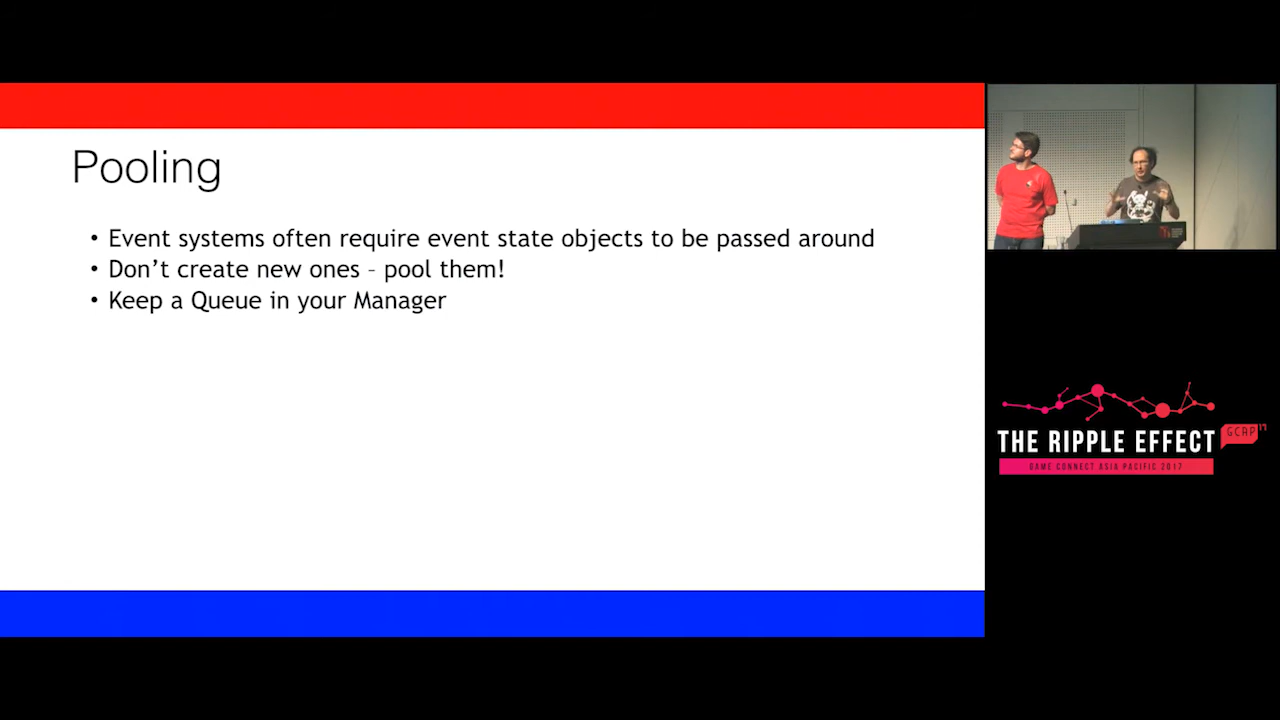 Pooling
• Event systems often require event state objects to be passed around
• Don’t create new ones – pool them!
• Keep a Queue in your Manager
THE RIPPLE EFFECT
GCAP 17
GAME CONNECT ASIA PACIFIC 2017